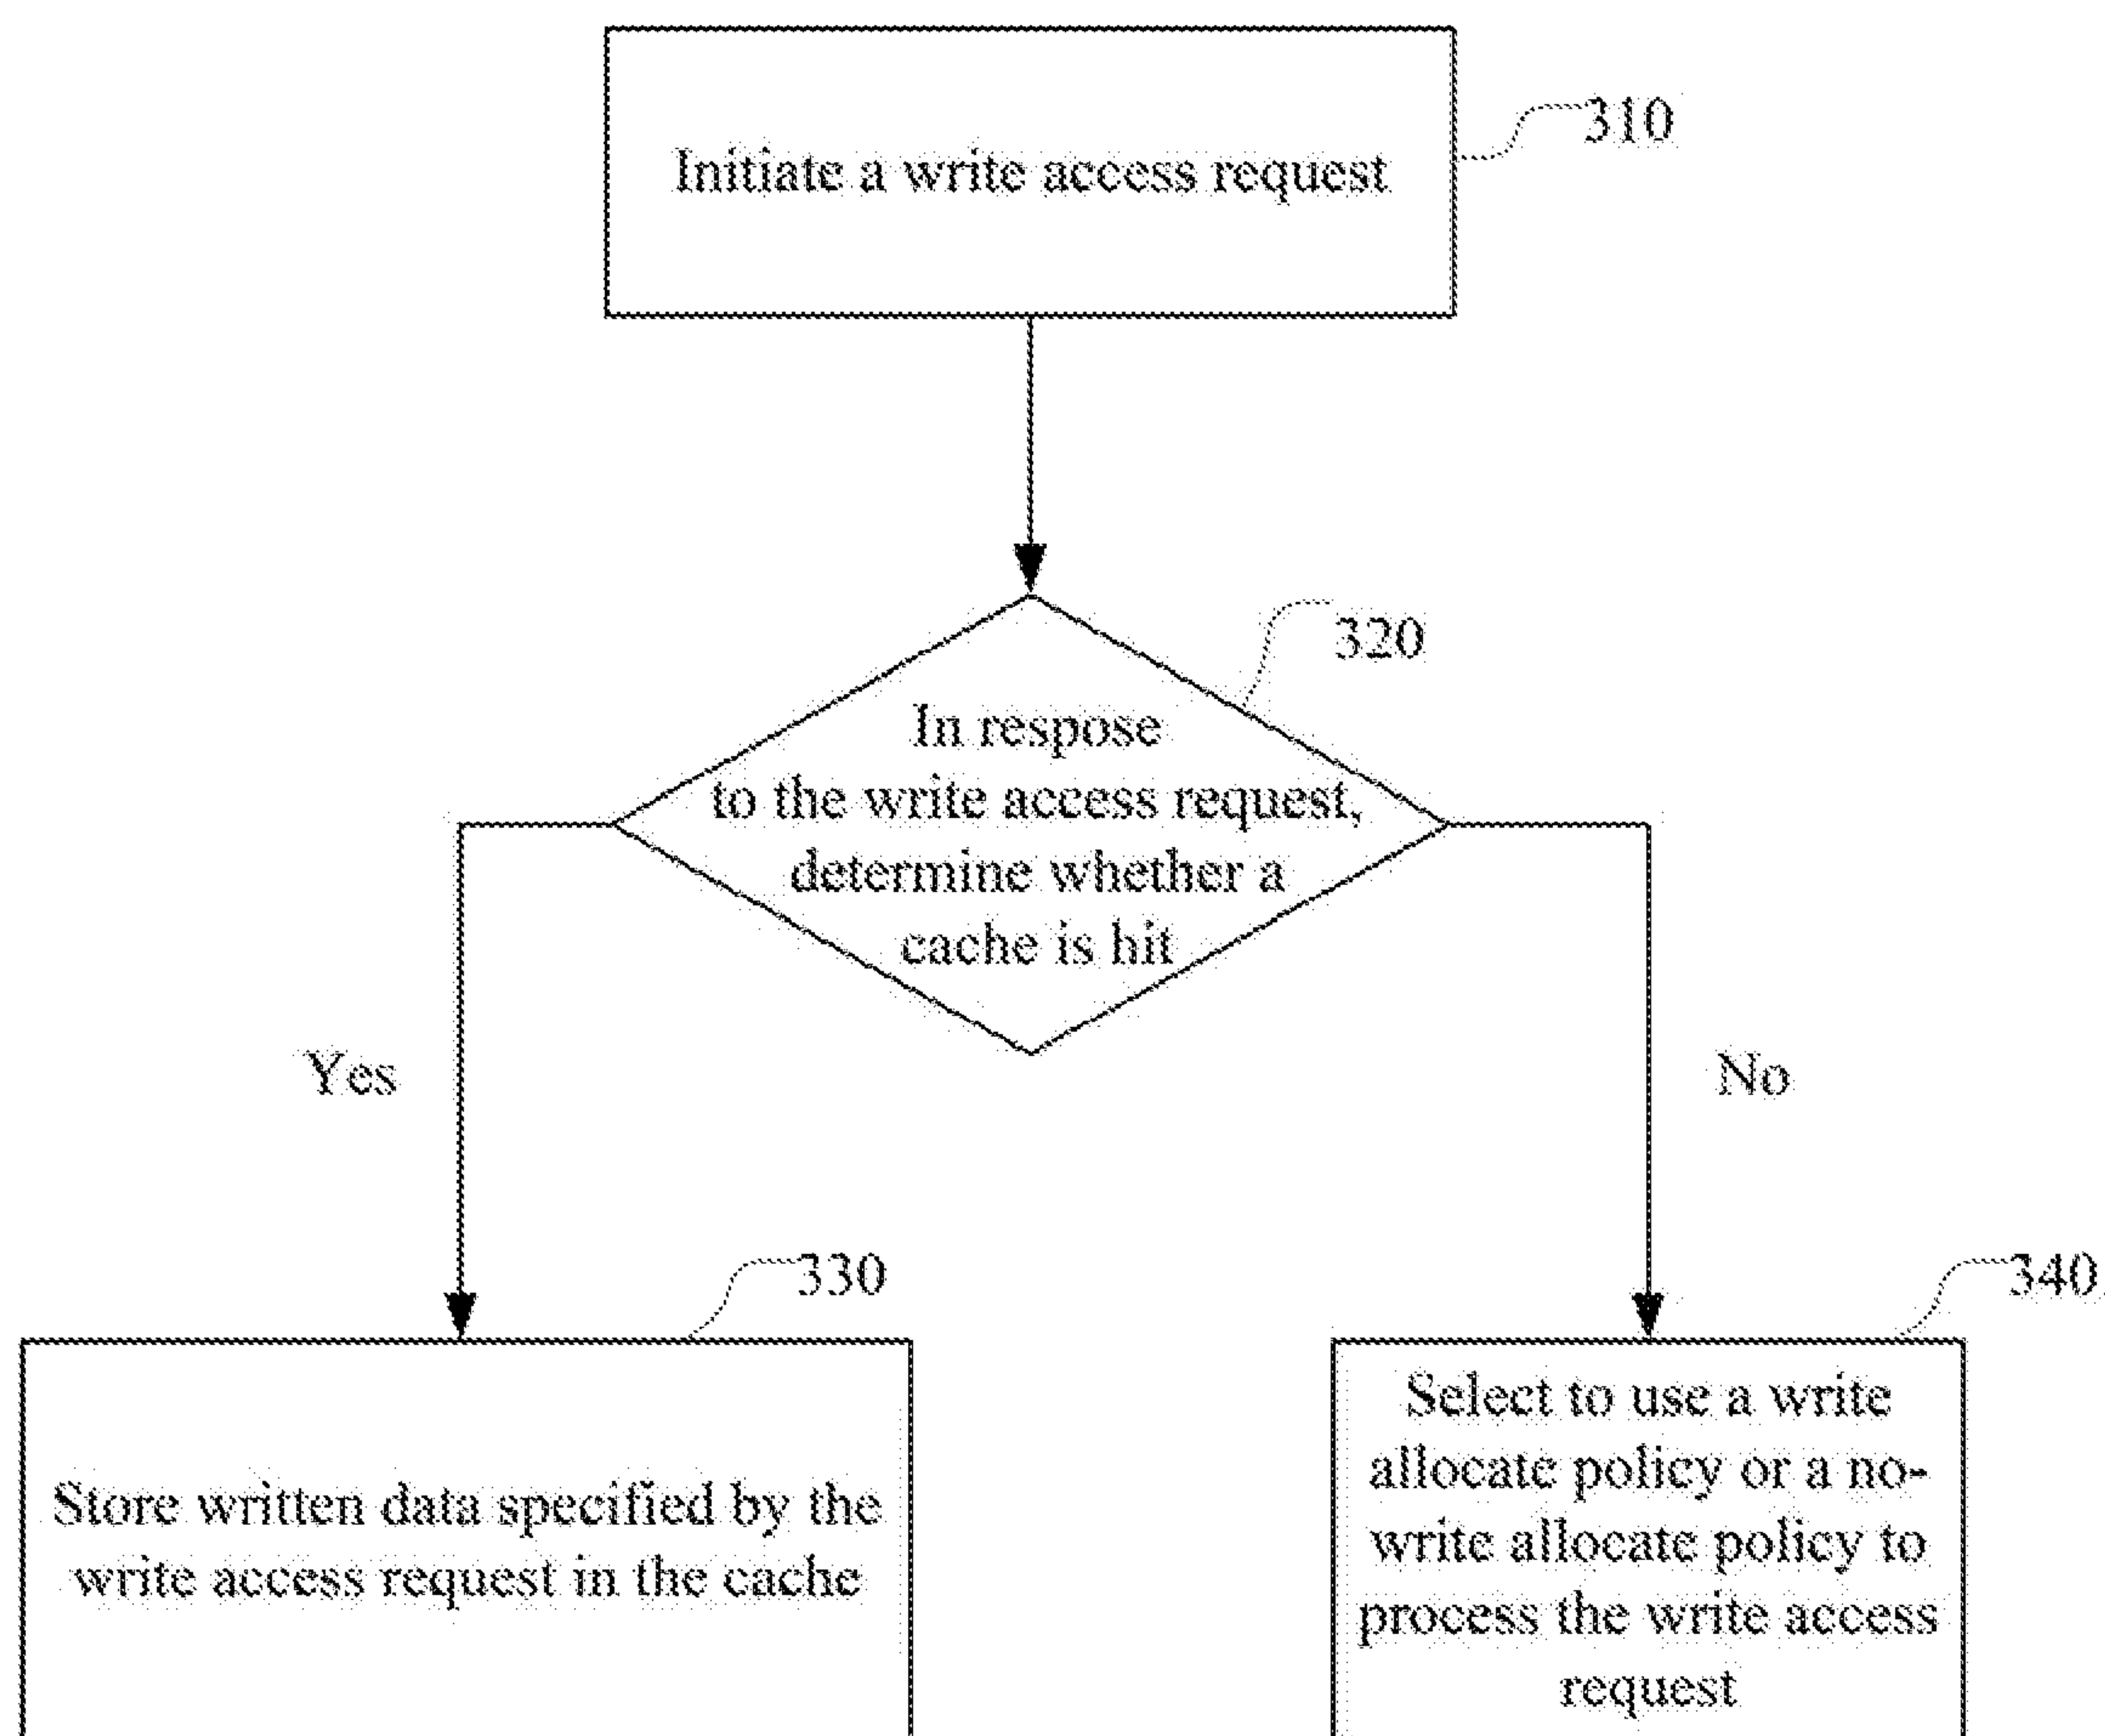 Initiate a write access request
310
320
In respose
to the write access request,
determine whether a
cache is hit
Yes
No
330
340
Store written data specified by the
write access request in the cache
Select to use a write
allocate policy or a no-
write allocate policy to
process the write access
request